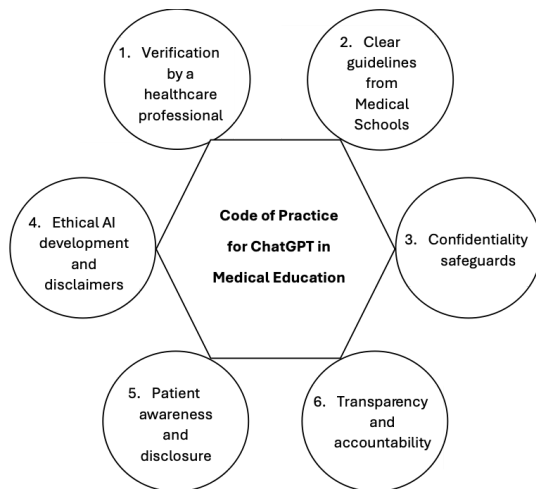 1. Verification
by a
healthcare
professional
2. Clear
guidelines
from
Medical
Schools
Code of Practice
for ChatGPT in
Medical Education
3. Confidentiality
safeguards
4. Ethical AI
development
and
disclaimers
5. Patient
awareness
and
disclosure
6. Transparency
and
accountability